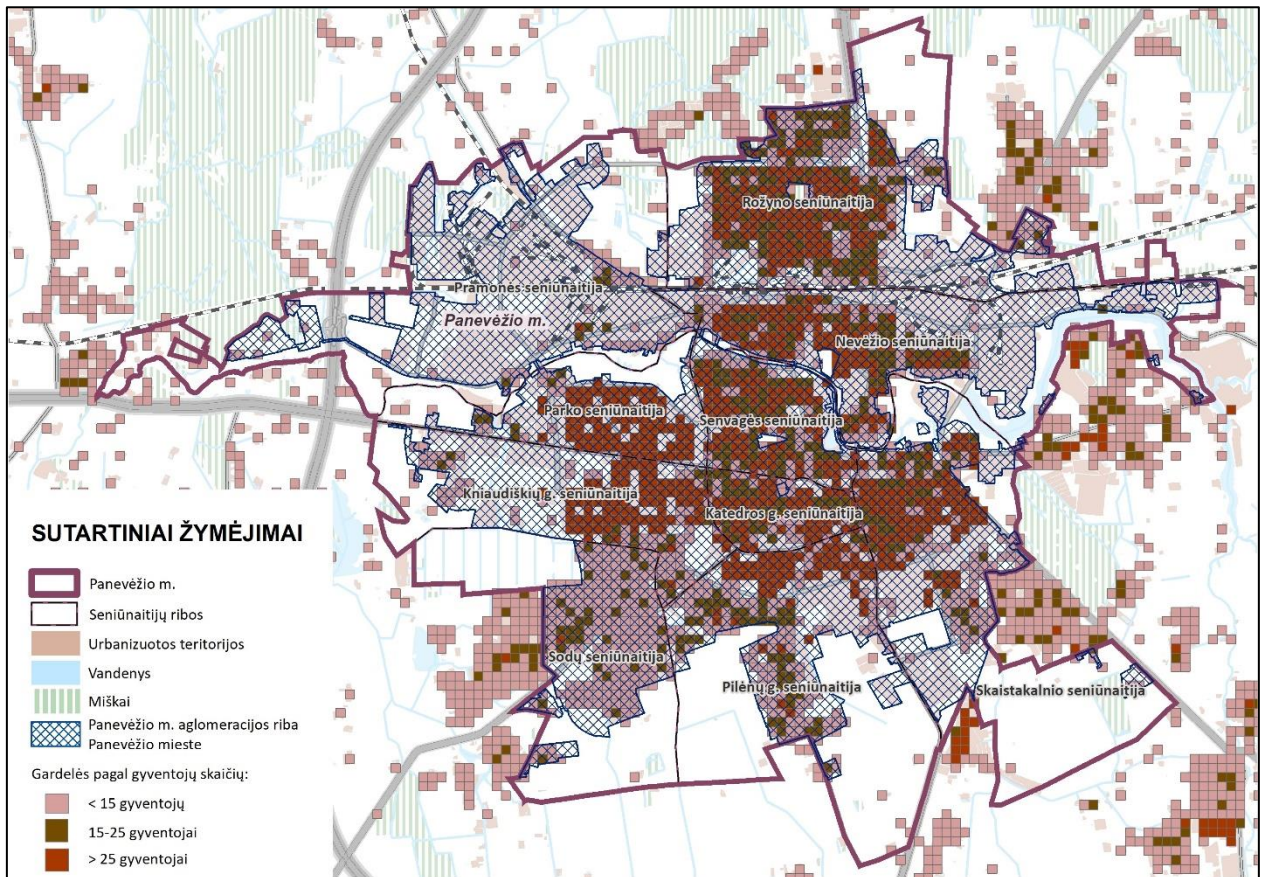 Rožyno seniūnaitija
Pramonės seniūnaitija
Panevėžio m.
Nevėžio seniūnaitija
Parko seniūnaitija
Senvagės seniūnaitija
Kniaudiškių g. seniūnaitija
Katedros g. seniūnaitija
Sodų seniūnaitija
Pilėnų g. seniūnaitija
Skaistakalnio seniūnaitija
SUTARTINIAI ŽYMĖJIMAI
Panevėžio m.
Seniūnaitijų ribos
Urbanizuotos teritorijos
Vandenys
Miškai
Panevėžio m. aglomeracijos riba
Panevėžio mieste
Gardelės pagal gyventojų skaičių:
< 15 gyventojų
15-25 gyventojai
> 25 gyventojai